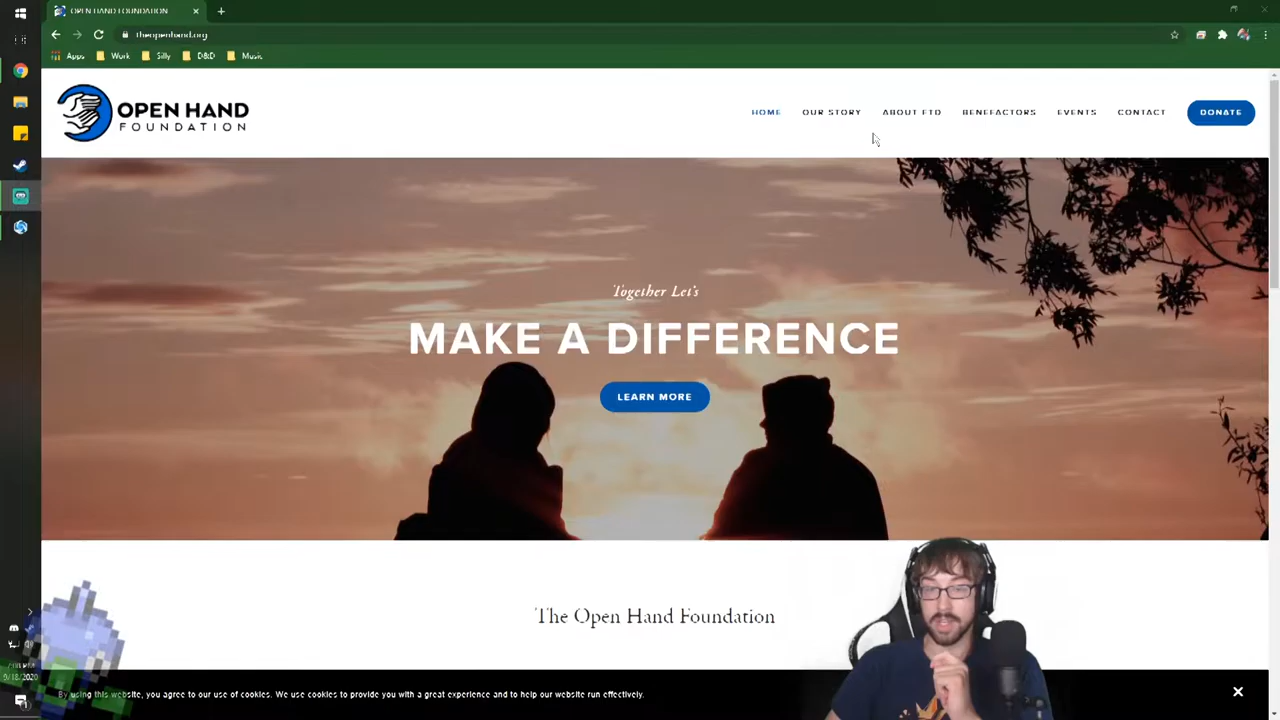 OPEN HAND FOUNDATION
theopenhand.org
Apps Work Silly D&D Music
OPEN HAND
FOUNDATION
HOME OUR STORY ABOUT FTD BENEFACTORS EVENTS CONTACT DONATE
Together Let's
MAKE A DIFFERENCE
LEARN MORE
The Open Hand Foundation
By using this website, you agree to our use of cookies. We use cookies to provide you with a great experience and to help our website run effectively.
9/18/2020